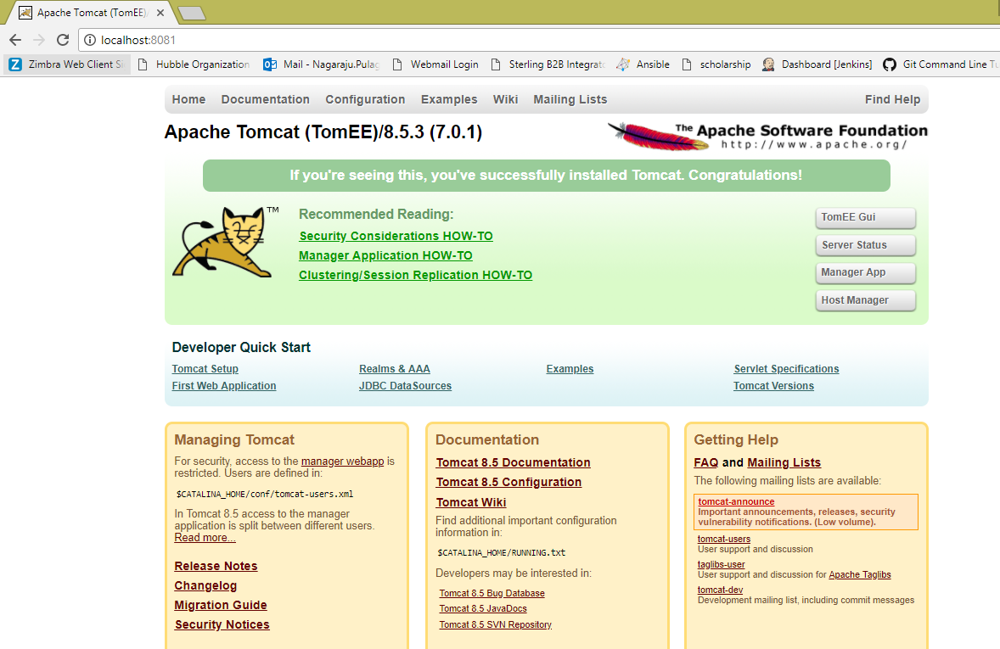 Apache Tomcat (TomEE)/
localhost:8081
Zimbra Web Client Si
Hubble Organization
Mail - Nagaraju.Pulag
Webmail Login
Sterling B2B Integrato
Ansible
scholarship
Dashboard [Jenkins]
Git Command Line Tu
Home Documentation Configuration Examples Wiki Mailing Lists Find Help
Apache Tomcat (TomEE)/8.5.3 (7.0.1)
The Apache Software Foundation
http://www.apache.org/
If you're seeing this, you've successfully installed Tomcat. Congratulations!
TM
Recommended Reading:
Security Considerations HOW-TO
Manager Application HOW-TO
Clustering/Session Replication HOW-TO
TomEE Gui
Server Status
Manager App
Host Manager
Developer Quick Start
Tomcat Setup
First Web Application
Realms & AAA
JDBC DataSources
Examples
Servlet Specifications
Tomcat Versions
Managing Tomcat
For security, access to the manager webapp is
restricted. Users are defined in:
$CATALINA_HOME/conf/tomcat-users.xml
In Tomcat 8.5 access to the manager
application is split between different users.
Read more...
Release Notes
Changelog
Migration Guide
Security Notices
Documentation
Tomcat 8.5 Documentation
Tomcat 8.5 Configuration
Tomcat Wiki
Find additional important configuration
information in:
$CATALINA_HOME/RUNNING.txt
Developers may be interested in:
Tomcat 8.5 Bug Database
Tomcat 8.5 JavaDocs
Tomcat 8.5 SVN Repository
Getting Help
FAQ and Mailing Lists
The following mailing lists are available:
tomcat-announce
Important announcements, releases, security
vulnerability notifications. (Low volume).
tomcat-users
User support and discussion
taglibs-user
User support and discussion for Apache Taglibs
tomcat-dev
Development mailing list, including commit messages